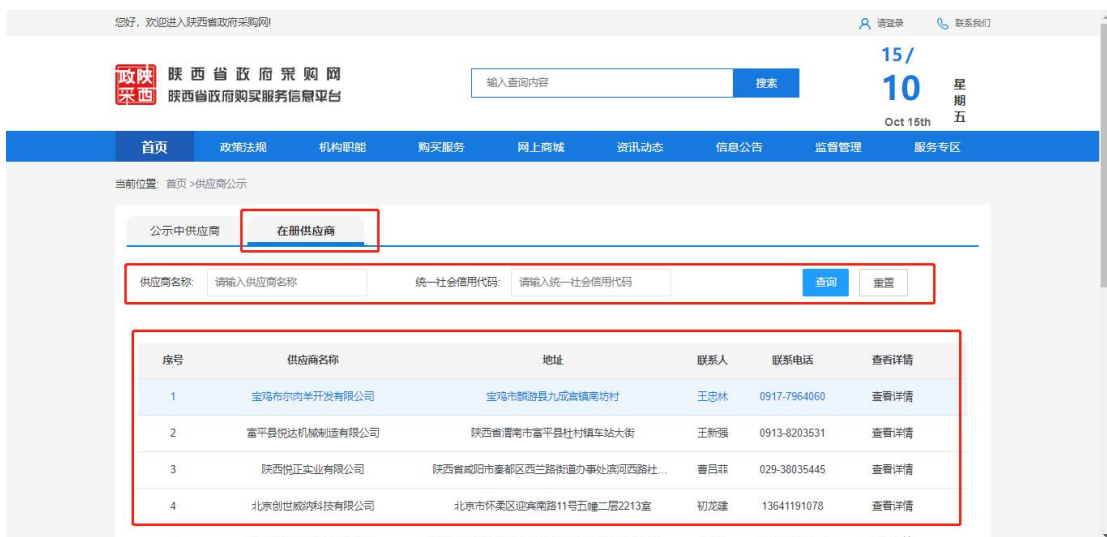 您好，欢迎进入陕西省政府采购网! 请登录 联系我们
政陕采西
陕西省政府采购网
陕西省政府购买服务信息平台
输入查询内容 搜索
15/
10
Oct 15th
星期五
首页 政策法规 机构职能 购买服务 网上商城 资讯动态 信息公告 监督管理 服务专区
当前位置: 首页 >供应商公示
公示中供应商 在册供应商
供应商名称: 请输入供应商名称 统一社会信用代码: 请输入统一社会信用代码 查询 重置
序号 供应商名称 地址 联系人 联系电话 查看详情
1 宝鸡布尔肉羊开发有限公司 宝鸡市麟游县九成宫镇南坊村 王忠林 0917-7964060 查看详情
2 富平县悦达机械制造有限公司 陕西省渭南市富平县杜村镇车站大街 王新强 0913-8203531 查看详情
3 陕西悦正实业有限公司 陕西省咸阳市秦都区西兰路街道办事处滨河西路社... 曹吕菲 029-38035445 查看详情
4 北京创世威纳科技有限公司 北京市怀柔区迎宾南路11号五幢二层2213室 初龙建 13641191078 查看详情